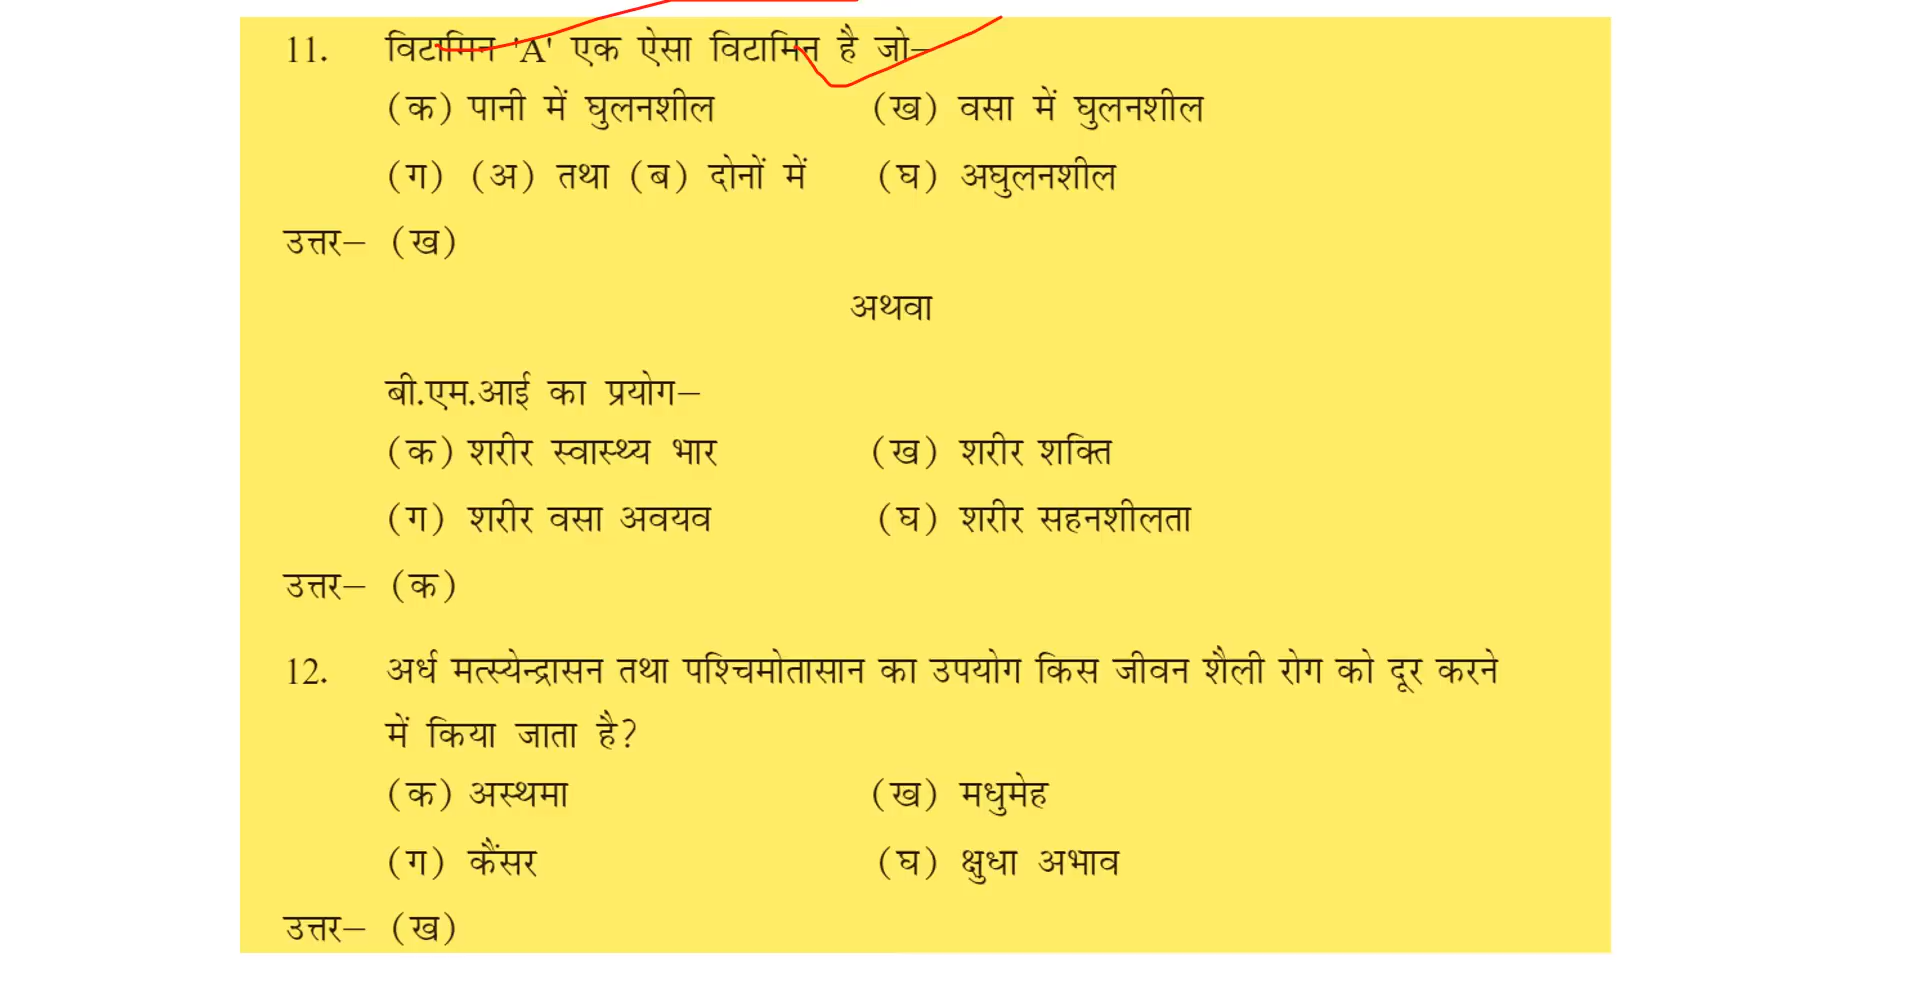 11. विटामिन 'A' एक ऐसा विटामिन है जो–
(क) पानी में घुलनशील (ख) वसा में घुलनशील
(ग) (अ) तथा (ब) दोनों में (घ) अघुलनशील
उत्तर– (ख)
अथवा
बी.एम.आई का प्रयोग–
(क) शरीर स्वास्थ्य भार (ख) शरीर शक्ति
(ग) शरीर वसा अवयव (घ) शरीर सहनशीलता
उत्तर– (क)
12. अर्ध मत्स्येन्द्रासन तथा पश्चिमोतासान का उपयोग किस जीवन शैली रोग को दूर करने
में किया जाता है?
(क) अस्थमा (ख) मधुमेह
(ग) कैंसर (घ) क्षुधा अभाव
उत्तर– (ख)